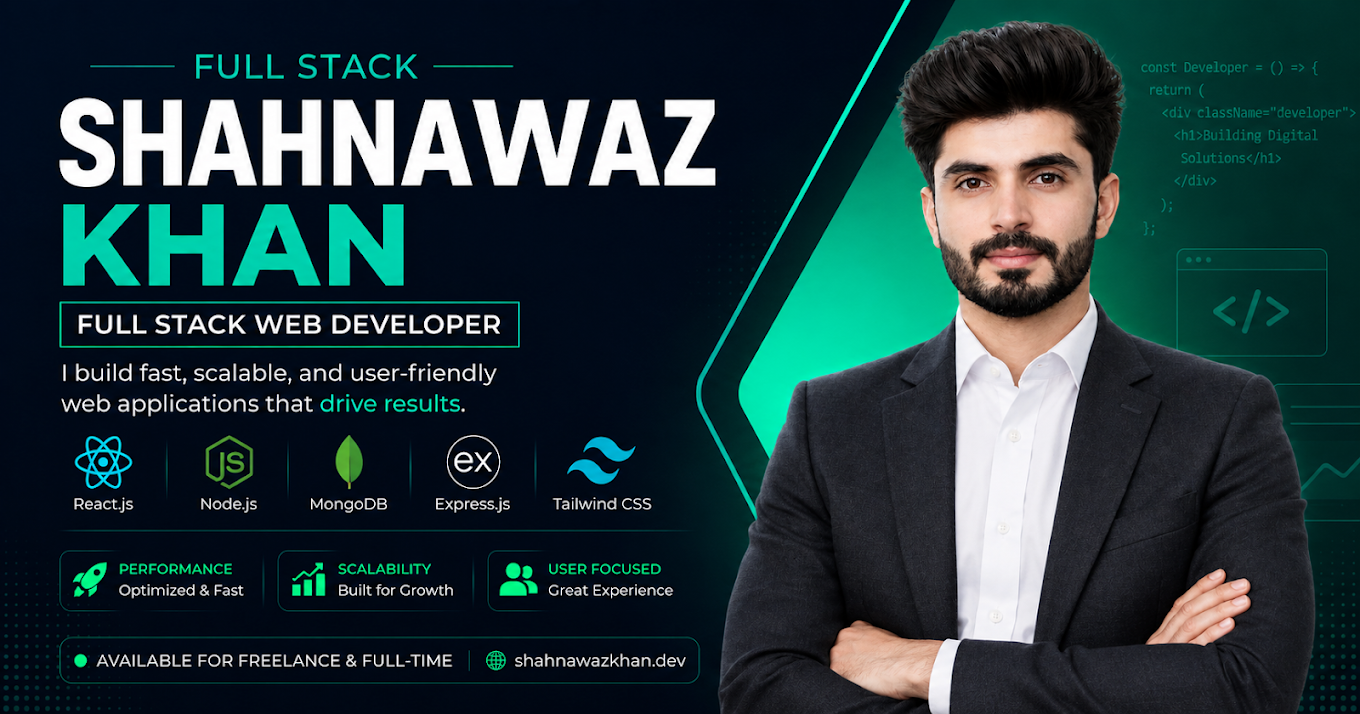 FULL STACK
SHAHNAWAZ
KHAN
FULL STACK WEB DEVELOPER
I build fast, scalable, and user-friendly
web applications that drive results.
React.js
JS
Node.js
MongoDB
ex
Express.js
Tailwind CSS
PERFORMANCE
Optimized & Fast
SCALABILITY
Built for Growth
USER FOCUSED
Great Experience
AVAILABLE FOR FREELANCE & FULL-TIME
shahnawazkhan.dev
const Developer = () => {
return (
<div className="developer">
<h1>Building Digital
Solutions</h1>
</div>
);
};
</>